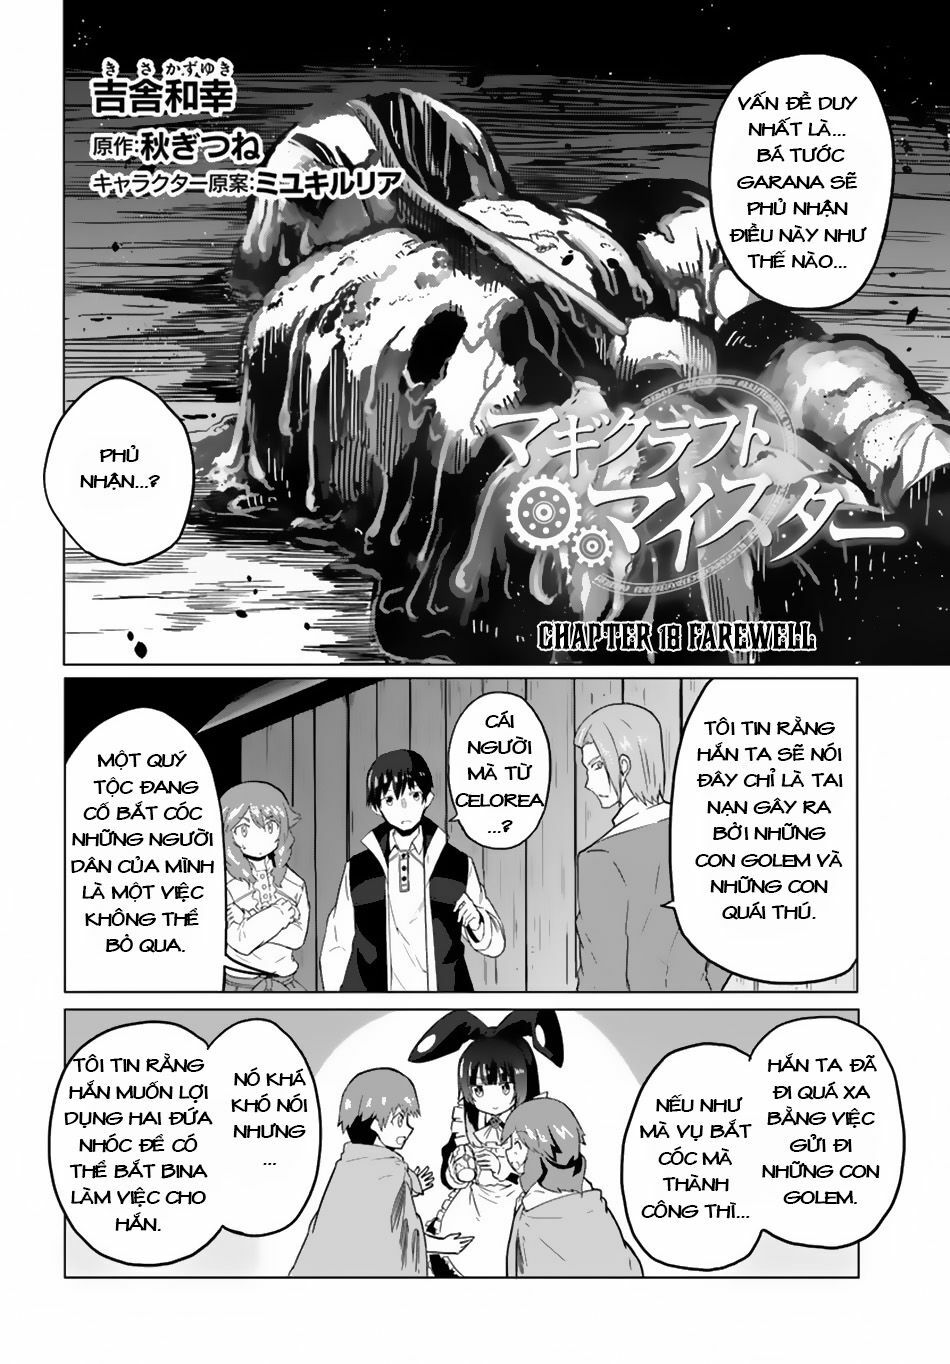 きさかずゆき
吉舎和幸
原作:秋ぎつね
キャラクター原案:ミユキルリア
VẤN ĐỀ DUY
NHẤT LÀ...
BÁ TƯỚC
GARANA SẼ
PHỦ NHẬN
ĐIỀU NÀY NHƯ
THẾ NÀO...
PHỦ
NHẬN...?
マギクラフト
マイスター
CHAPTER 18 FAREWELL
TÔI TIN RẰNG
HẮN TA SẼ NÓI
ĐÂY CHỈ LÀ TAI
NẠN GÂY RA
BỞI NHỮNG
CON GOLEM VÀ
NHỮNG CON
QUÁI THÚ.
CÁI
NGƯỜI
MÀ TỪ
CELOREA
...?
MỘT QUÝ
TỘC ĐANG
CỐ BẮT CÓC
NHỮNG NGƯỜI
DÂN CỦA MÌNH
LÀ MỘT VIỆC
KHÔNG THỂ
BỎ QUA.
HẮN TA ĐÃ
ĐI QUÁ XA
BẰNG VIỆC
GỬI ĐI
NHỮNG CON
GOLEM.
NẾU NHƯ
MÀ VỤ BẮT
CÓC MÀ
THÀNH
CÔNG THÌ...
NÓ KHÁ
KHÓ NÓI
NHƯNG
...
TÔI TIN RẰNG
HẮN MUỐN LỢI
DỤNG HAI ĐỨA
NHÓC ĐỂ CÓ
THỂ BẮT BINA
LÀM VIỆC CHO
HẮN.